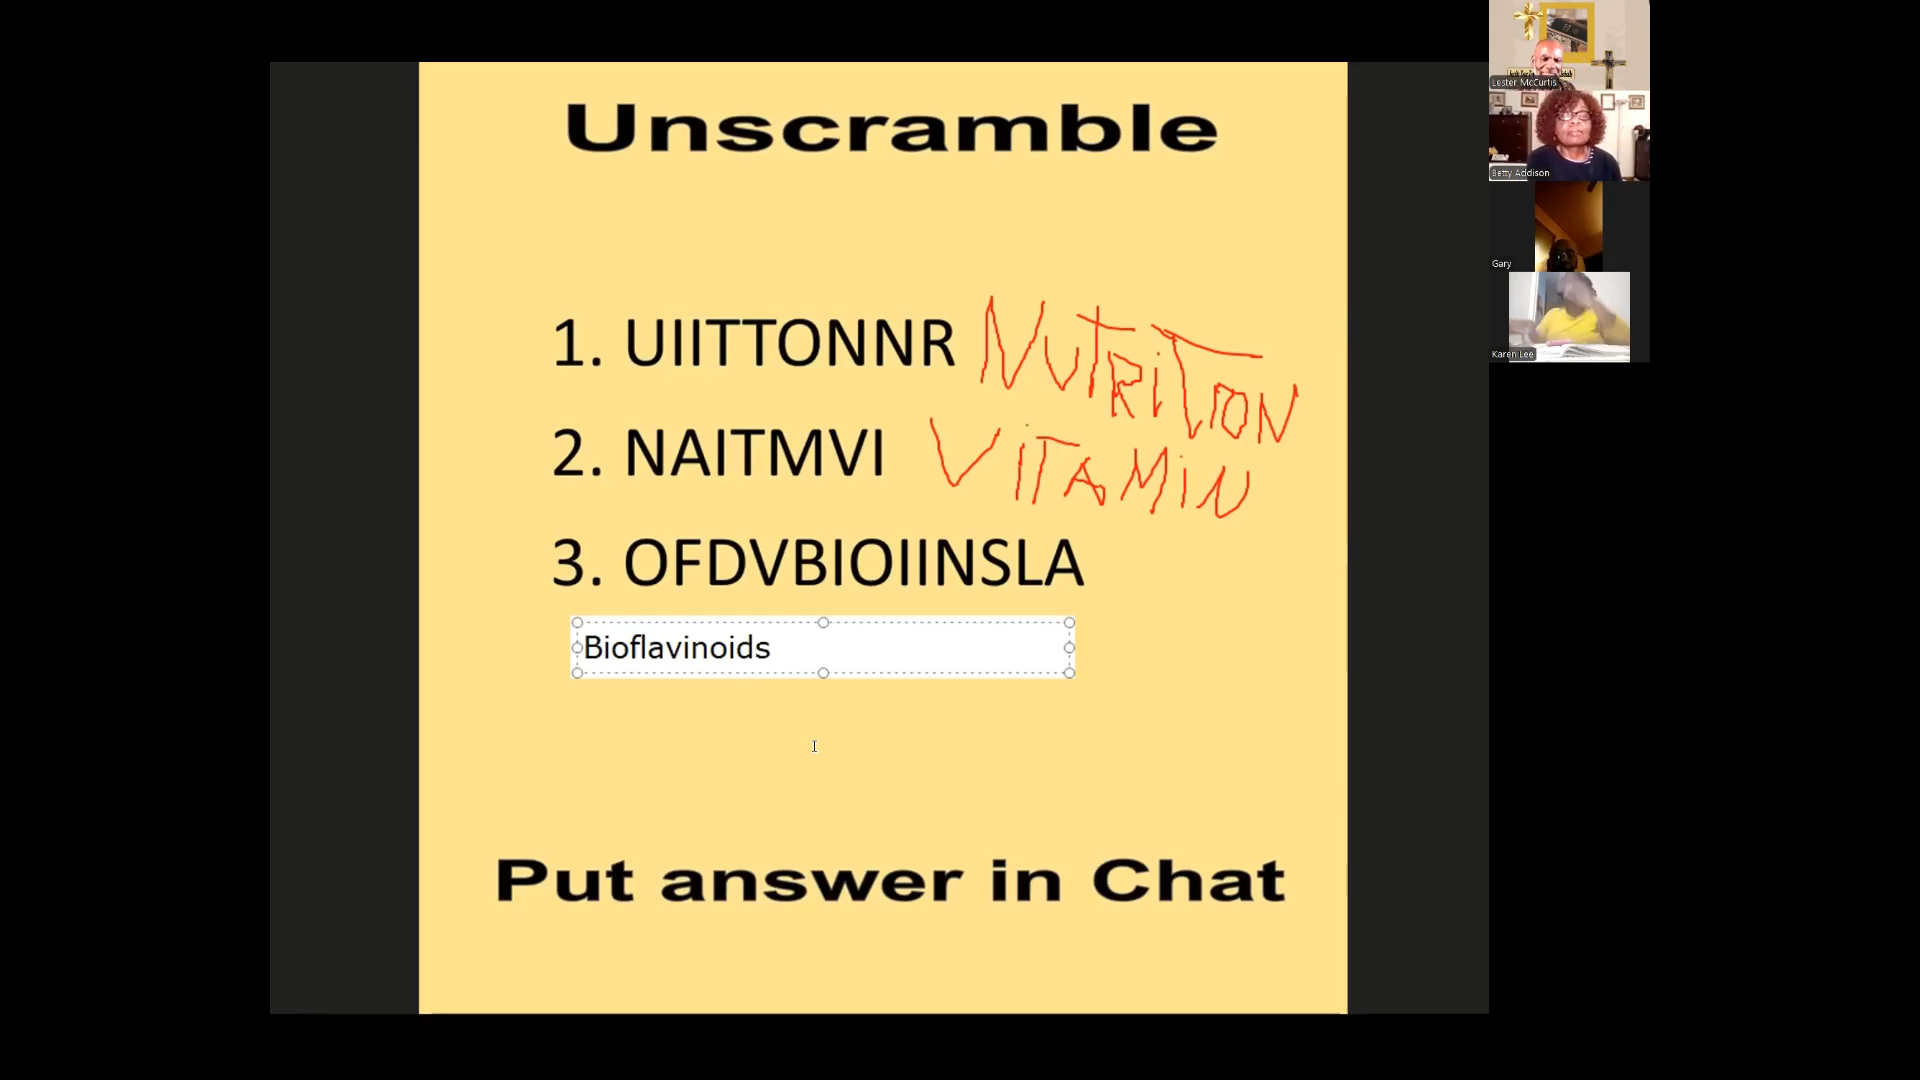 Unscramble
1. UIITTONNR NUTRITION
2. NAITMVI VITAMIN
3. OFDVBIOIINSLA
Bioflavinoids
Put answer in Chat
Lester McCurtis
Betty Addison
Gary
Karen Lee